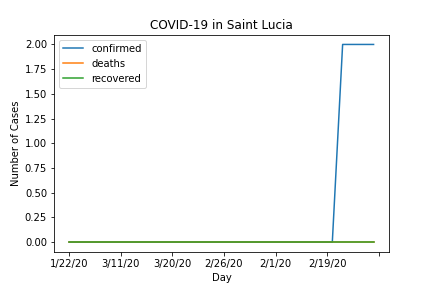 COVID-19 in Saint Lucia
confirmed
deaths
recovered
2.00
1.75
1.50
1.25
1.00
0.75
0.50
0.25
0.00
Number of Cases
1/22/20 3/11/20 3/20/20 2/26/20 2/1/20 2/19/20
Day